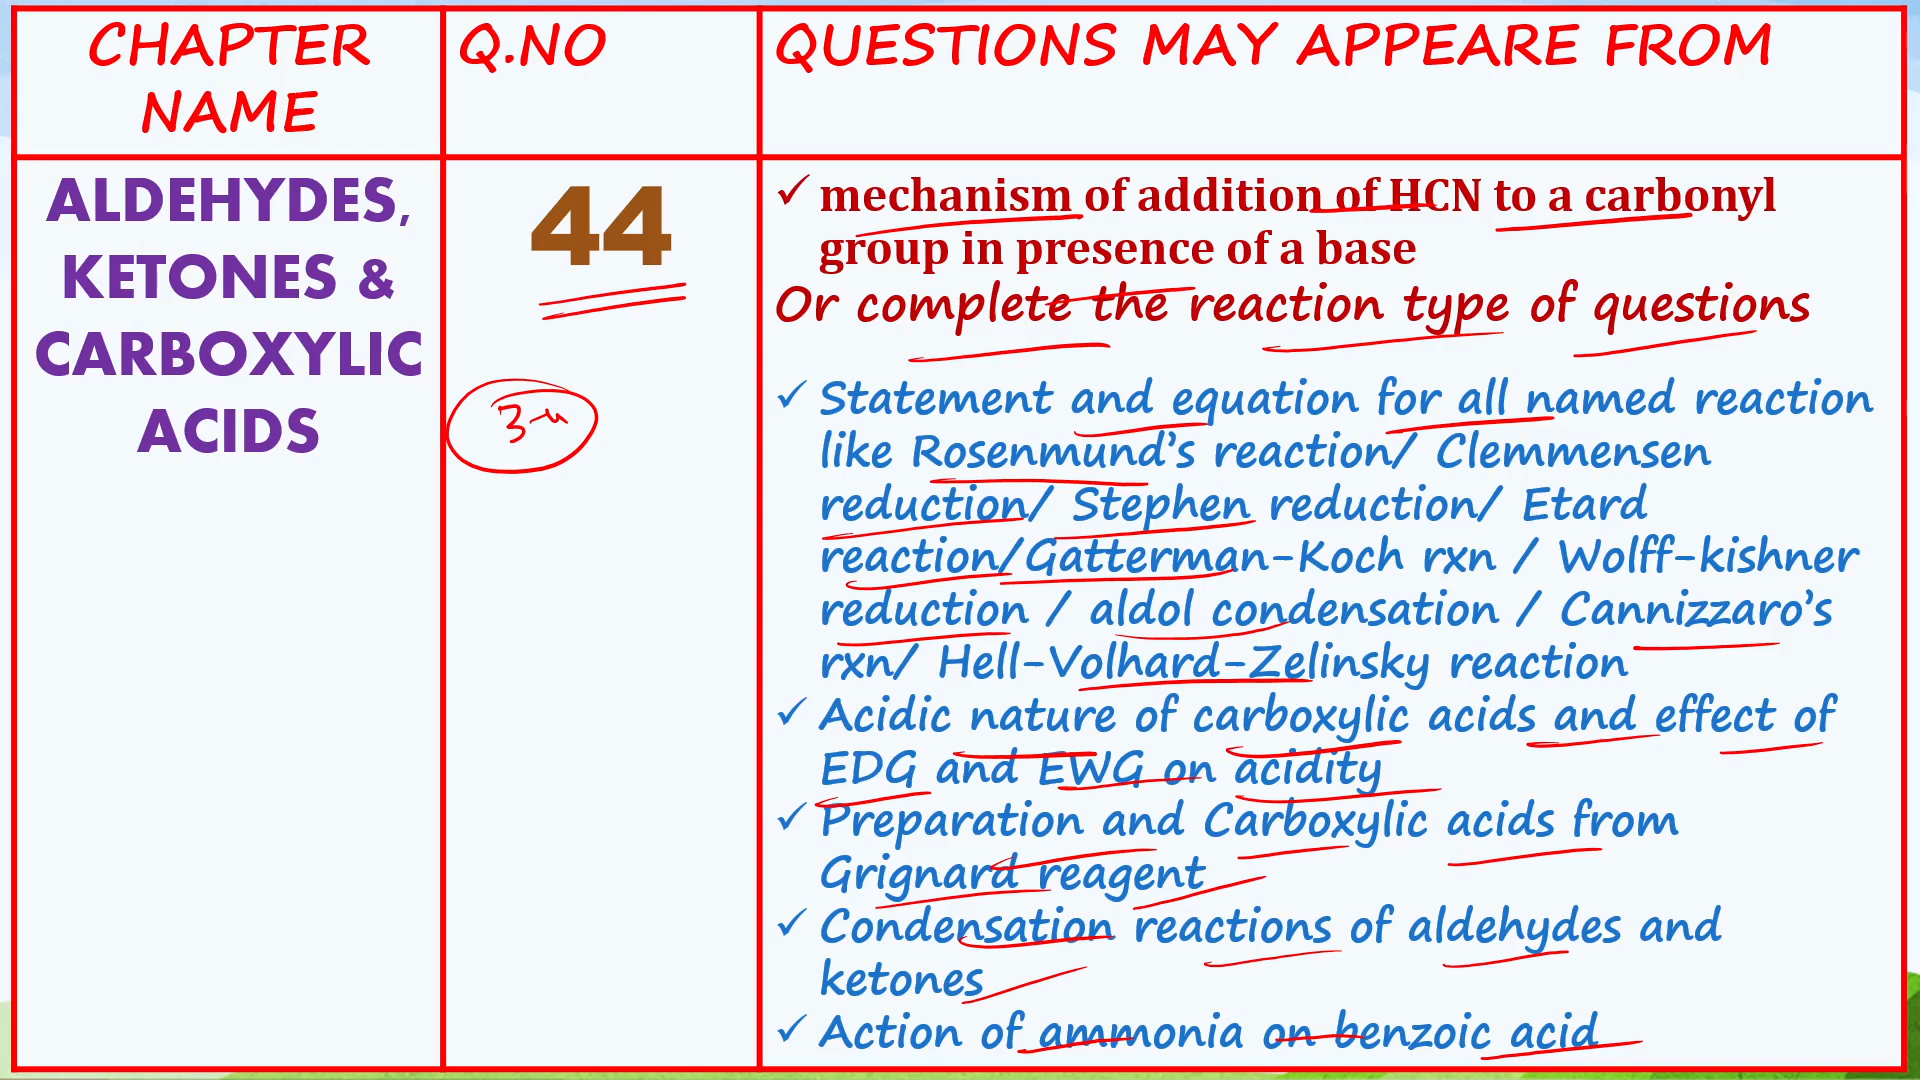 CHAPTER
NAME
Q.NO
QUESTIONS MAY APPEARE FROM
ALDEHYDES,
KETONES &
CARBOXYLIC
ACIDS
44
✓ mechanism of addition of HCN to a carbonyl
group in presence of a base
Or complete the reaction type of questions
✓ Statement and equation for all named reaction
like Rosenmund's reaction/ Clemmensen
reduction/ Stephen reduction/ Etard
reaction/Gatterman-Koch rxn / Wolff-kishner
reduction / aldol condensation / Cannizzaro's
rxn/ Hell-Volhard-Zelinsky reaction
✓ Acidic nature of carboxylic acids and effect of
EDG and EWG on acidity
✓ Preparation and Carboxylic acids from
Grignard reagent
✓ Condensation reactions of aldehydes and
ketones
✓ Action of ammonia on benzoic acid